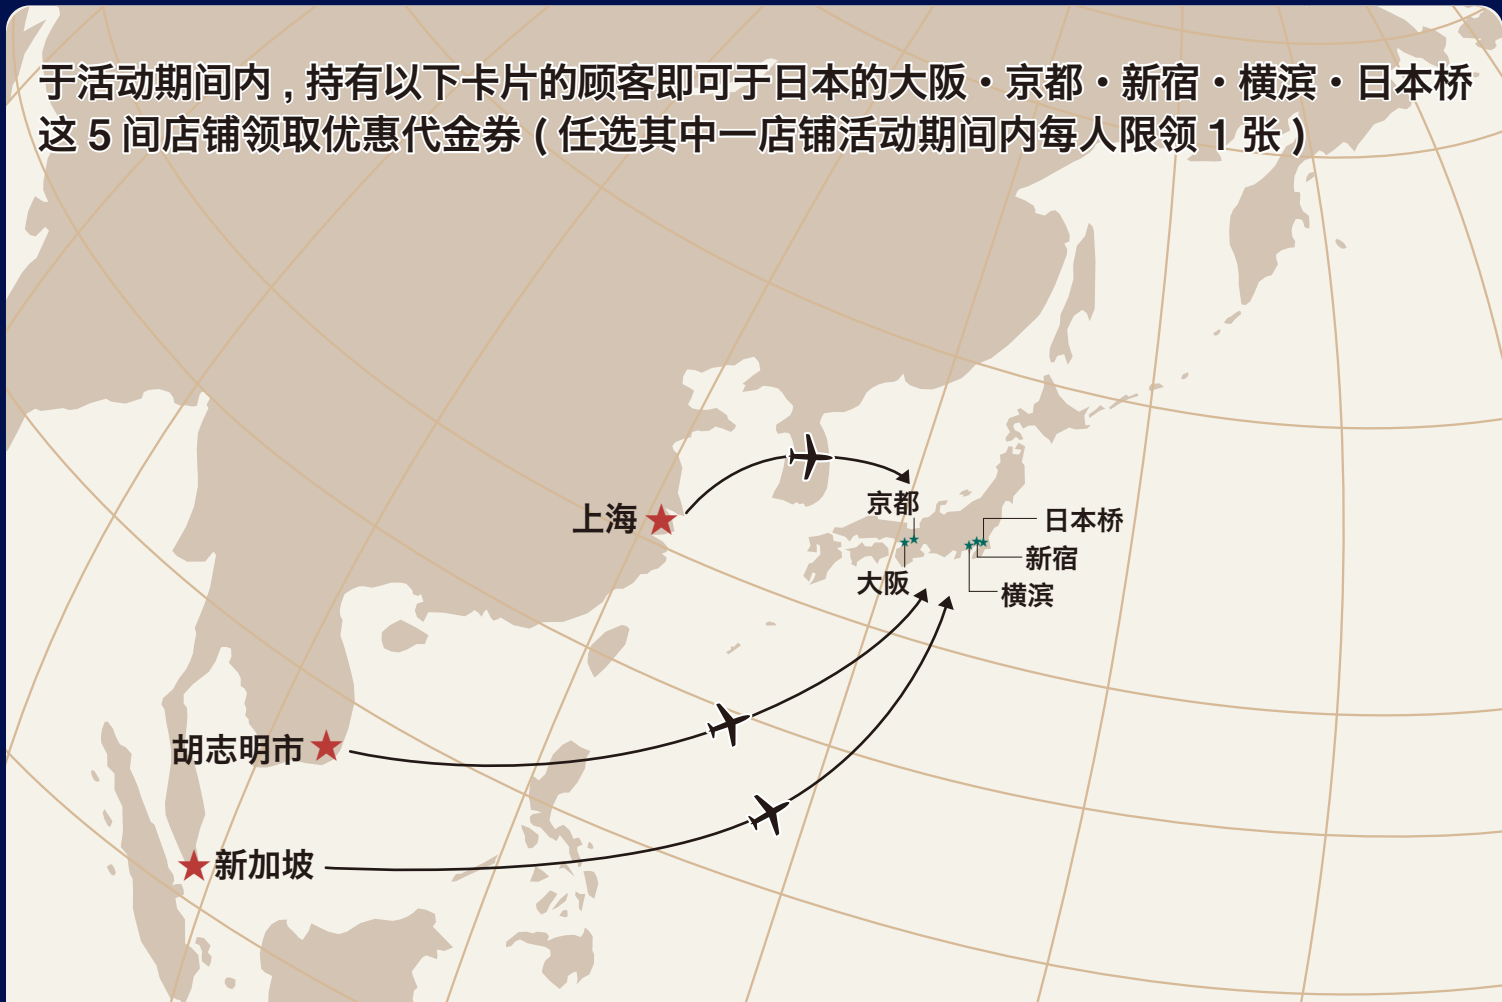 于活动期间内 , 持有以下卡片的顾客即可于日本的大阪・京都・新宿・横滨・日本桥
这 5 间店铺领取优惠代金券 ( 任选其中一店铺活动期间内每人限领 1 张 )
京都
上海
日本桥
新宿
大阪
横滨
胡志明市
新加坡